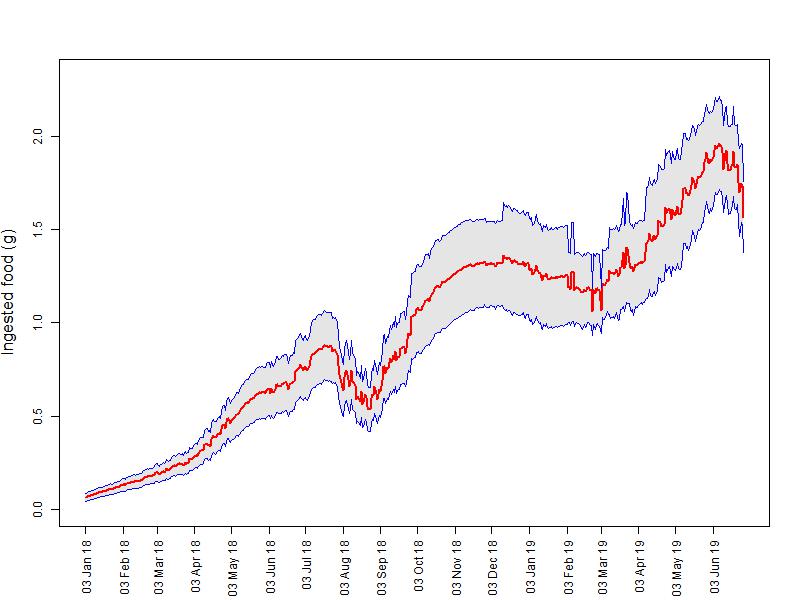 Ingested food (g)
2.0
1.5
1.0
0.5
0.0
03 Jan 18
03 Feb 18
03 Mar 18
03 Apr 18
03 May 18
03 Jun 18
03 Jul 18
03 Aug 18
03 Sep 18
03 Oct 18
03 Nov 18
03 Dec 18
03 Jan 19
03 Feb 19
03 Mar 19
03 Apr 19
03 May 19
03 Jun 19